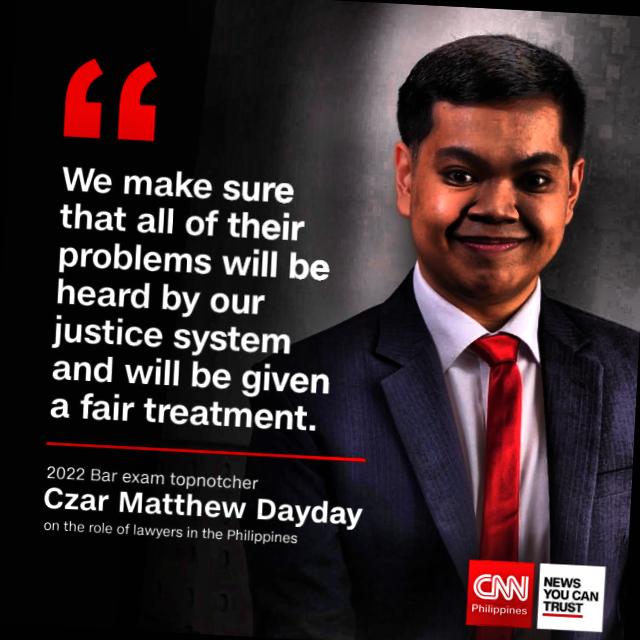 We make sure
that all of their
problems will be
heard by our
justice system
and will be given
a fair treatment.
2022 Bar exam topnotcher
Czar Matthew Dayday
on the role of lawyers in the Philippines
CNN
Philippines
NEWS
YOU CAN
TRUST